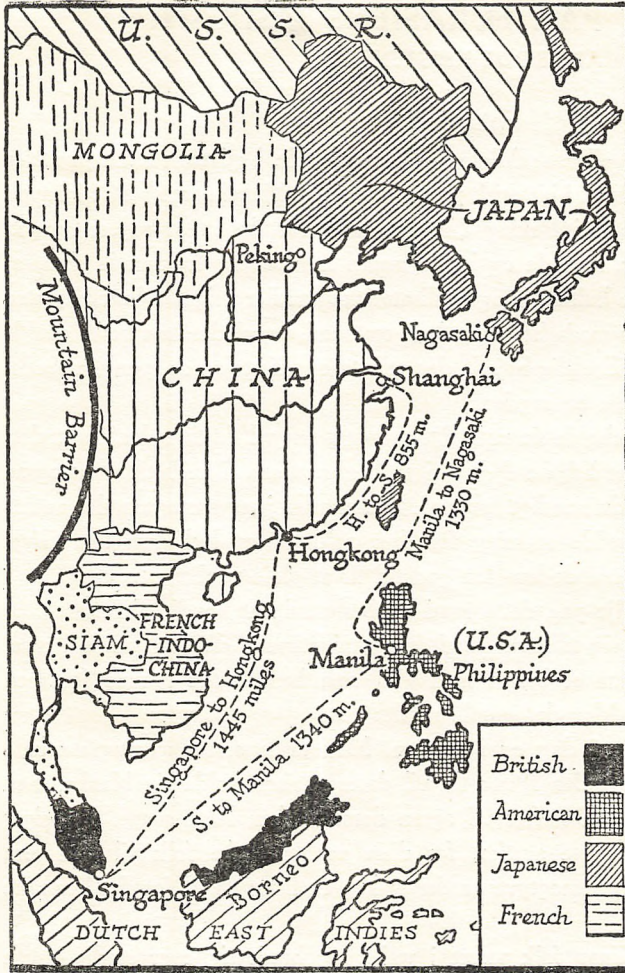 U. S. S. R.
MONGOLIA
JAPAN
Peking
Nagasaki
Mountain Barrier
CHINA
Shanghai
H. to S. 855 m.
Manila to Nagasaki
1330 m.
Hongkong
FRENCH
INDO-
CHINA
SIAM
Manila
(U.S.A.)
Philippines
Singapore to Hongkong
1445 miles
S. to Manila 1340 m.
British
American
Japanese
French
Singapore
Borneo
DUTCH EAST INDIES